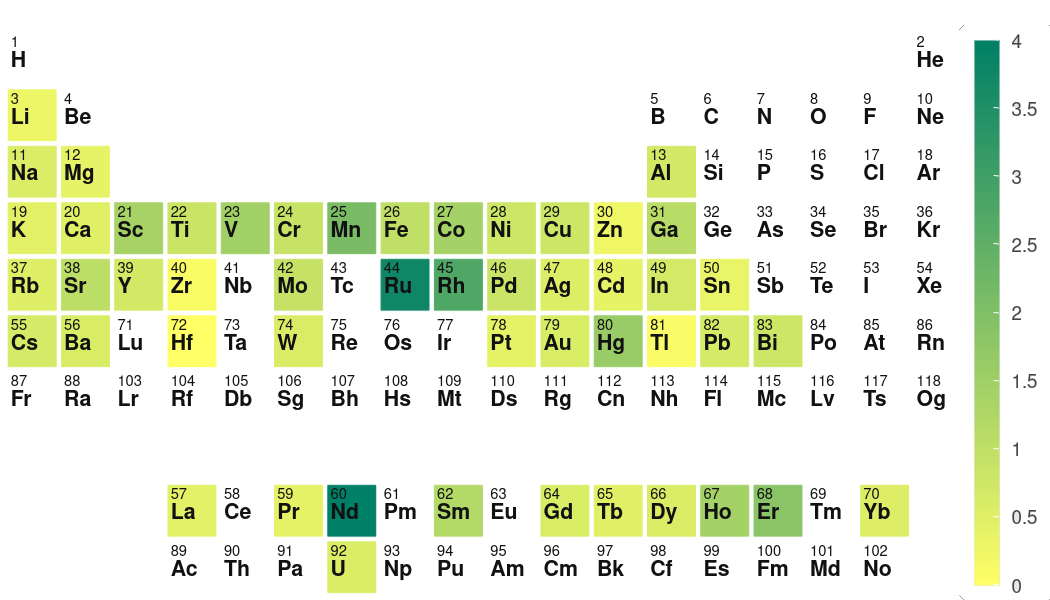 1 2
H He
3 4 5 6 7 8 9 10
Li Be B C N O F Ne
11 12 13 14 15 16 17 18
Na Mg Al Si P S Cl Ar
19 20 21 22 23 24 25 26 27 28 29 30 31 32 33 34 35 36
K Ca Sc Ti V Cr Mn Fe Co Ni Cu Zn Ga Ge As Se Br Kr
37 38 39 40 41 42 43 44 45 46 47 48 49 50 51 52 53 54
Rb Sr Y Zr Nb Mo Tc Ru Rh Pd Ag Cd In Sn Sb Te I Xe
55 56 71 72 73 74 75 76 77 78 79 80 81 82 83 84 85 86
Cs Ba Lu Hf Ta W Re Os Ir Pt Au Hg Tl Pb Bi Po At Rn
87 88 103 104 105 106 107 108 109 110 111 112 113 114 115 116 117 118
Fr Ra Lr Rf Db Sg Bh Hs Mt Ds Rg Cn Nh Fl Mc Lv Ts Og
57 58 59 60 61 62 63 64 65 66 67 68 69 70
La Ce Pr Nd Pm Sm Eu Gd Tb Dy Ho Er Tm Yb
89 90 91 92 93 94 95 96 97 98 99 100 101 102
Ac Th Pa U Np Pu Am Cm Bk Cf Es Fm Md No
4
3.5
3
2.5
2
1.5
1
0.5
0